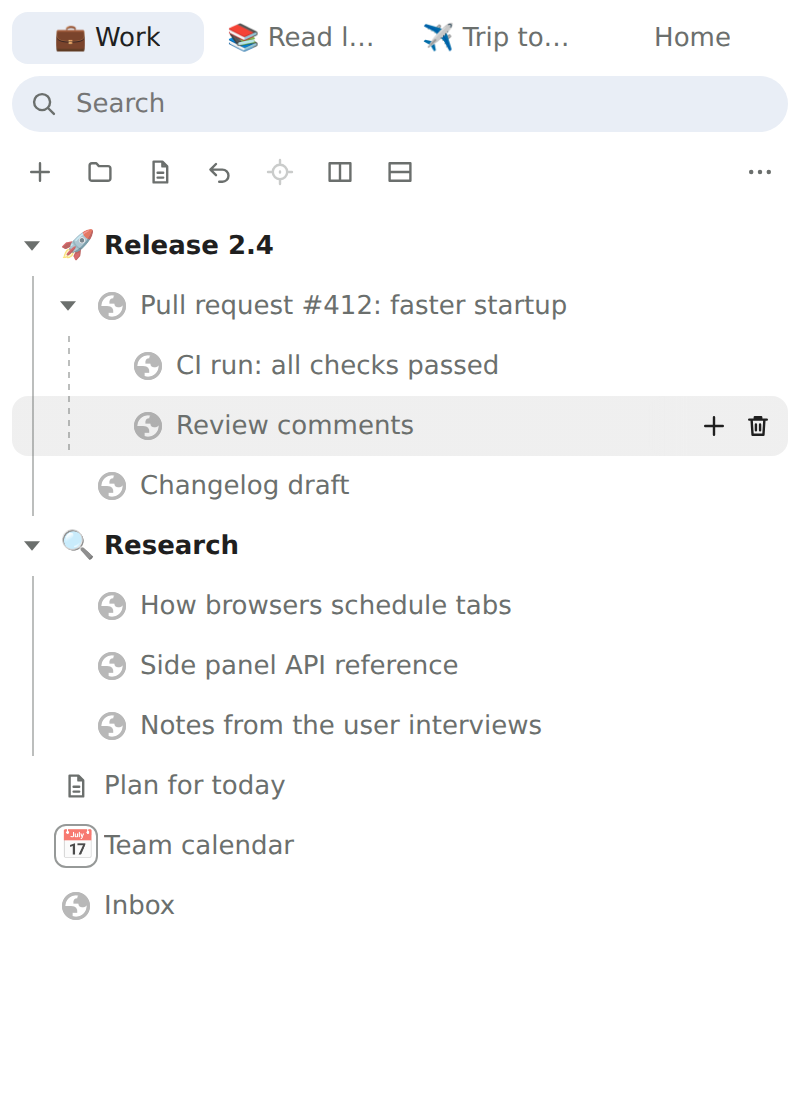 Work
Read l...
Trip to...
Home
Search
Release 2.4
Pull request #412: faster startup
CI run: all checks passed
Review comments
Changelog draft
Research
How browsers schedule tabs
Side panel API reference
Notes from the user interviews
Plan for today
July
17
Team calendar
Inbox